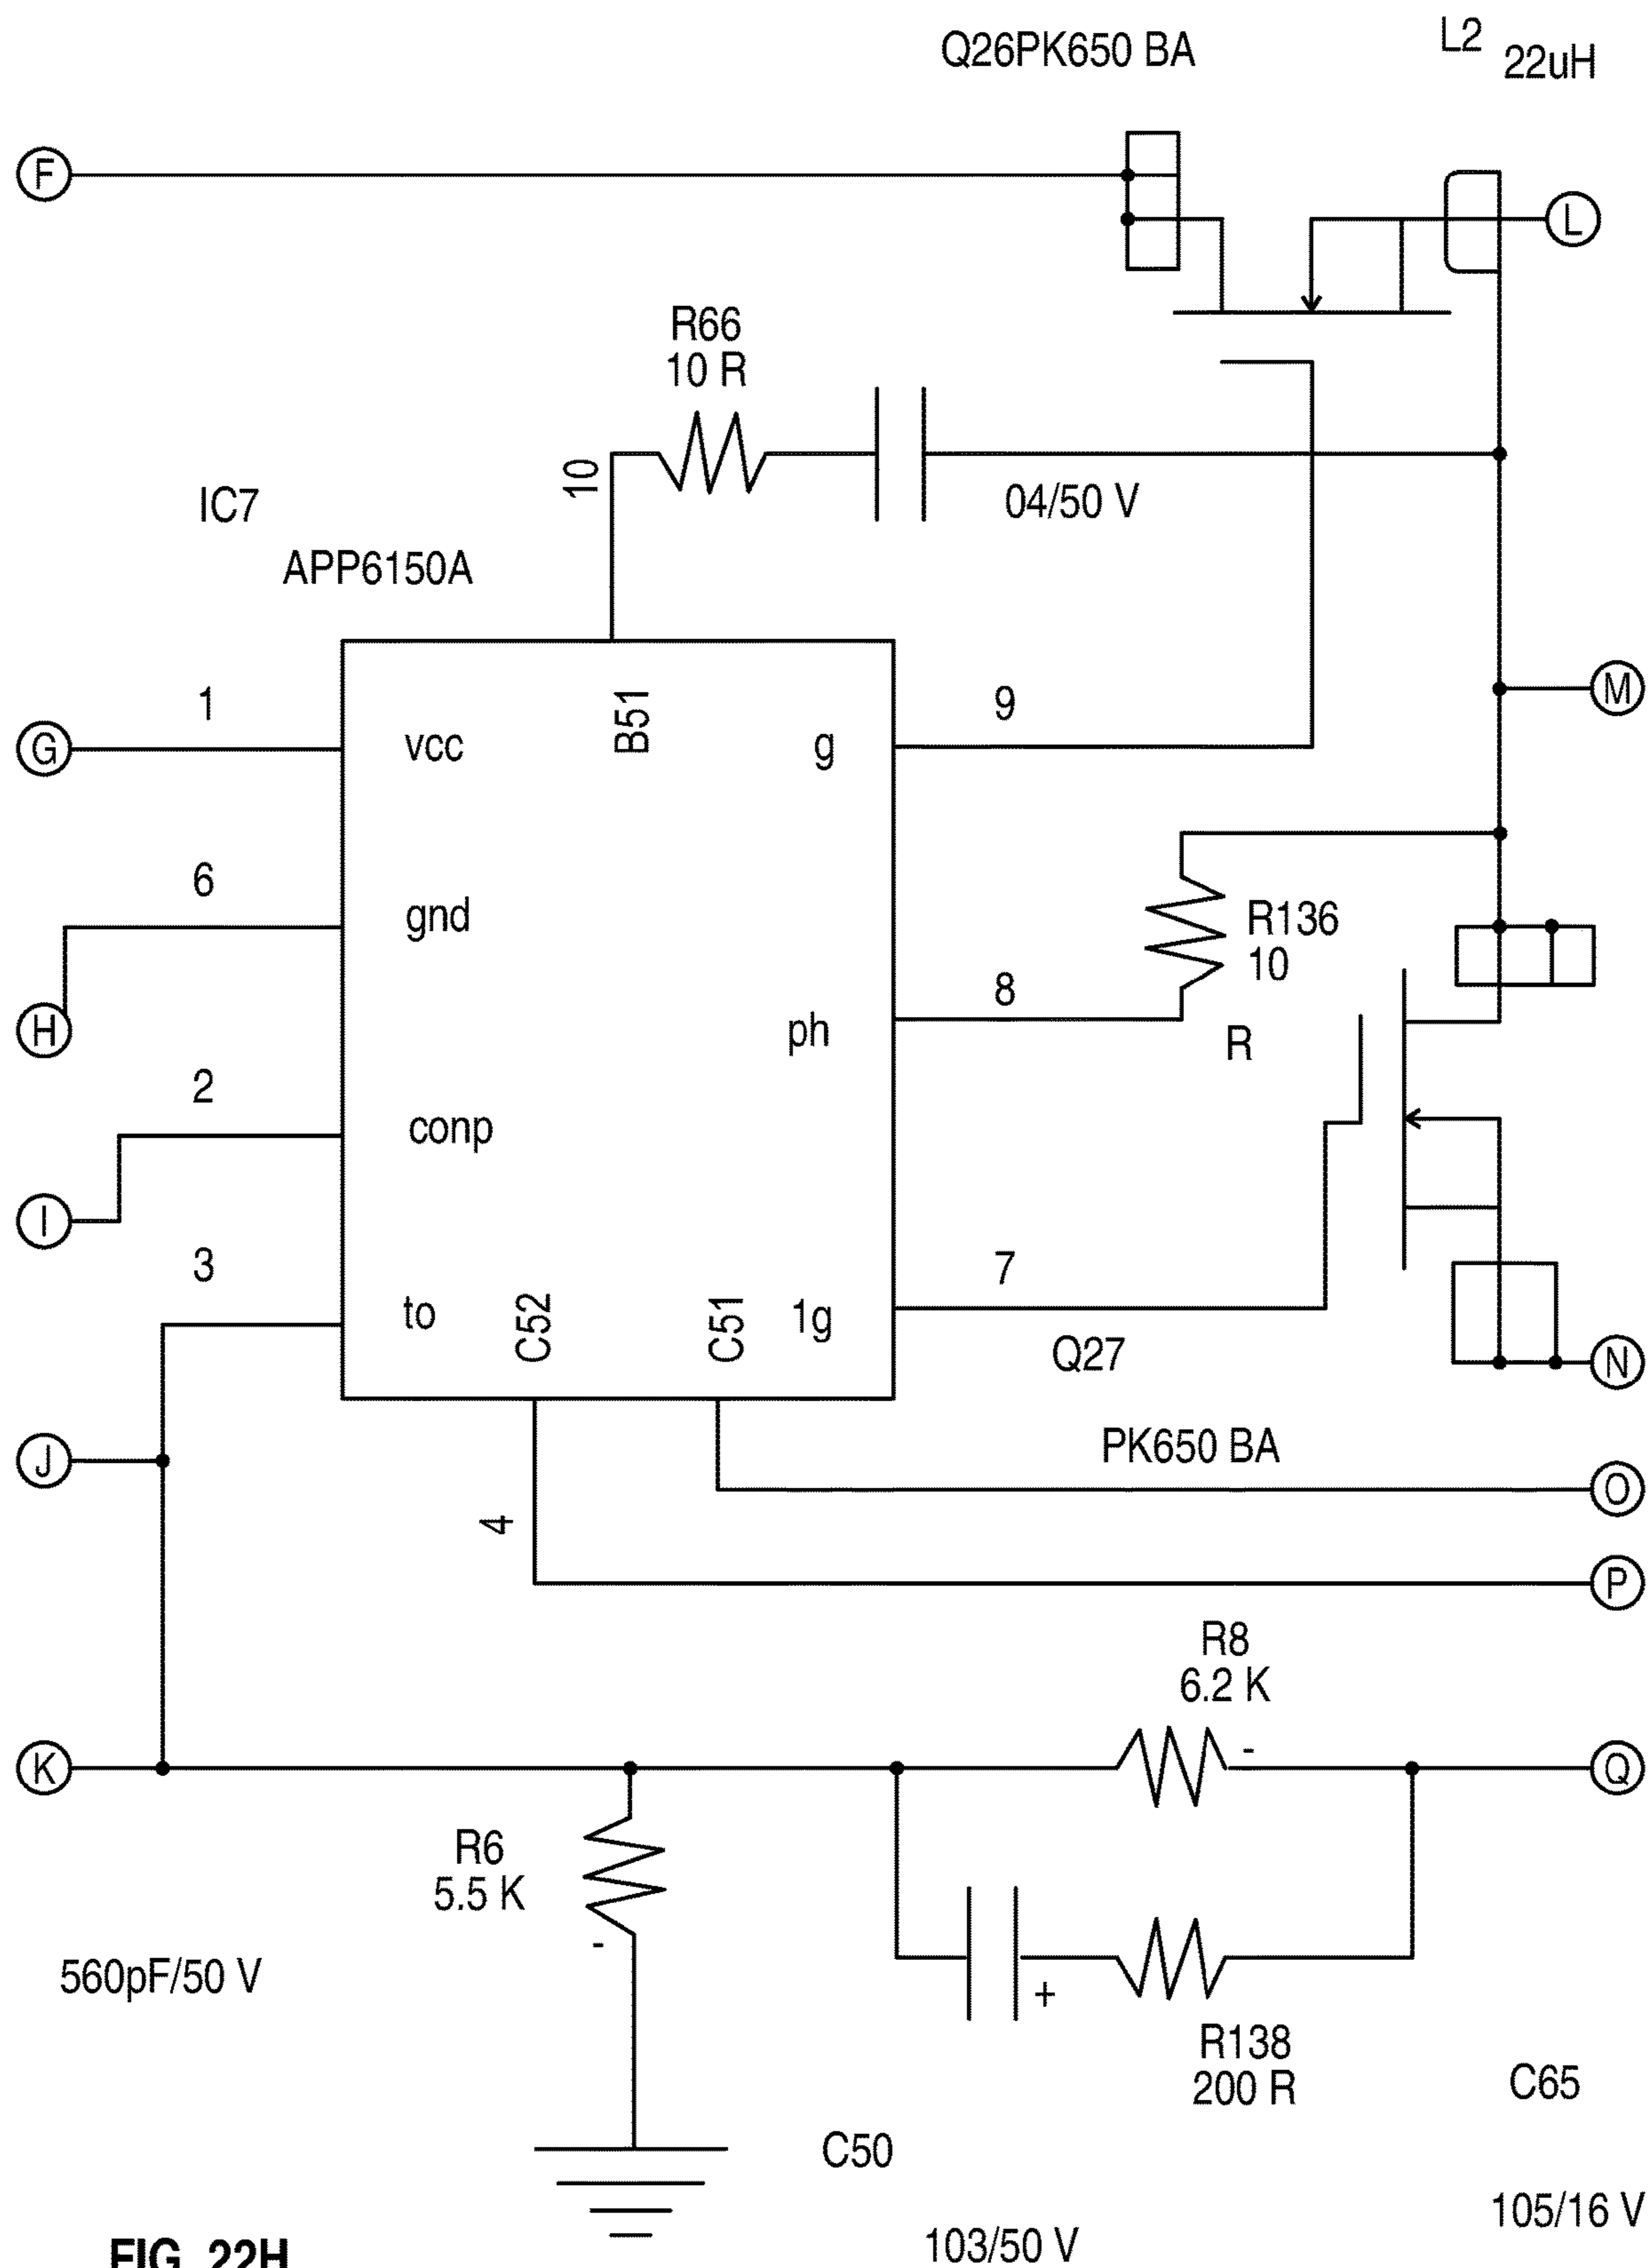 Q26PK650 BA
L2
22uH
F
L
R66
10 R
10
04/50 V
IC7
APP6150A
1
B51
9
M
G
vcc
g
6
gnd
R136
10
8
H
ph
R
2
conp
I
3
7
to
C52
C51
1g
Q27
N
J
PK650 BA
O
4
P
R8
6.2 K
K
-
Q
R6
5.5 K
-
560pF/50 V
+
R138
200 R
C65
C50
105/16 V
103/50 V
FIG. 22H